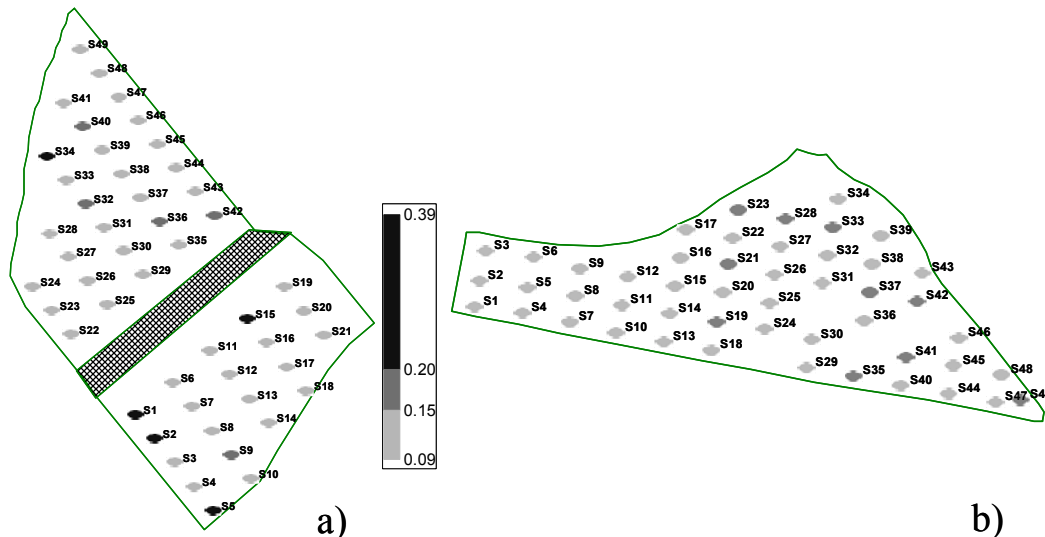 S49
S48
S47
S41
S46
S40
S45
S39
S34
S44
S38
S33
S43
S37
S32
S42
S36
S31
S28
S35
S30
S27
S29
S26
S24
S25
S23
S22
S19
S20
S15
S21
S16
S11
S17
S12
S6
S18
S13
S7
S1
S14
S8
S2
S9
S3
S10
S4
S5
a)
0.39
0.20
0.15
0.09
S34
S23
S28
S33
S17
S22
S39
S27
S3
S6
S16
S32
S21
S38
S9
S43
S12
S26
S2
S31
S5
S15
S37
S8
S20
S42
S25
S1
S11
S4
S14
S36
S7
S19
S24
S10
S30
S46
S13
S18
S41
S45
S29
S48
S35
S40
S44
S47
S4
b)